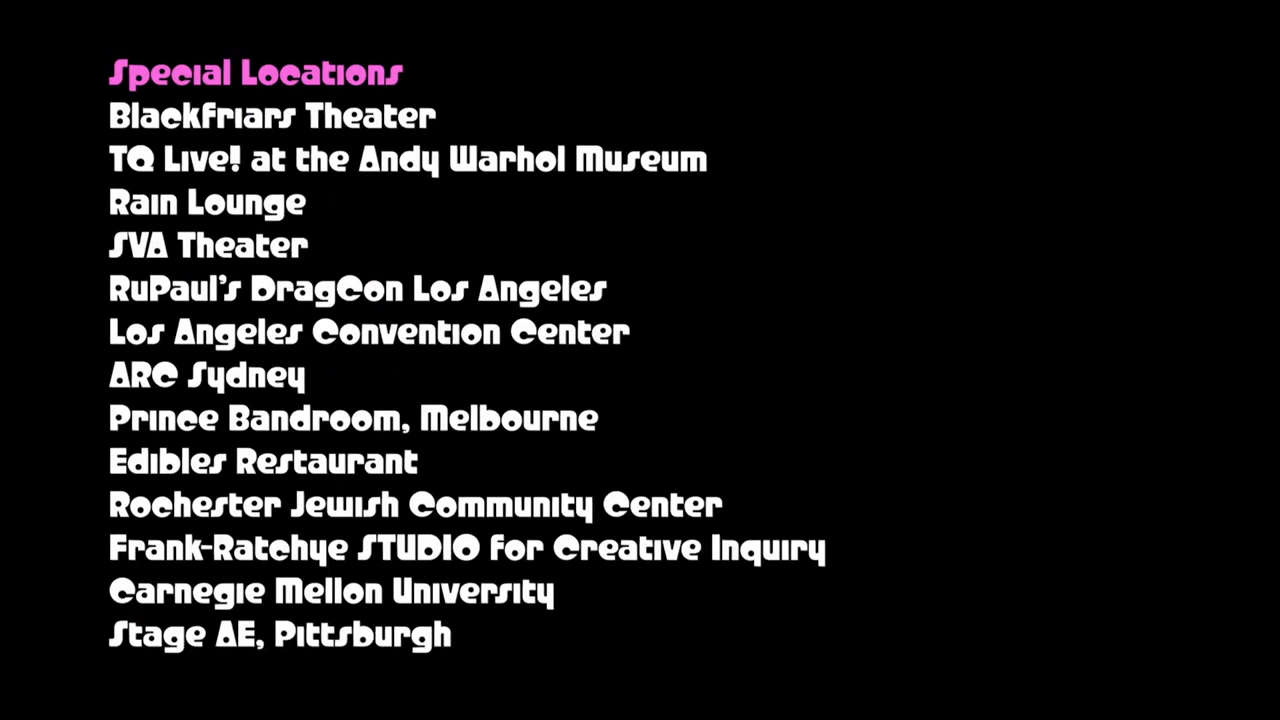 Special Locations
Blackfriars Theater
TQ Live! at the Andy Warhol Museum
Rain Lounge
SVA Theater
RuPaul's DragCon Los Angeles
Los Angeles Convention Center
ARC Sydney
Prince Bandroom, Melbourne
Edibles Restaurant
Rochester Jewish Community Center
Frank-Ratchye STUDIO for Creative Inquiry
Carnegie Mellon University
Stage AE, Pittsburgh